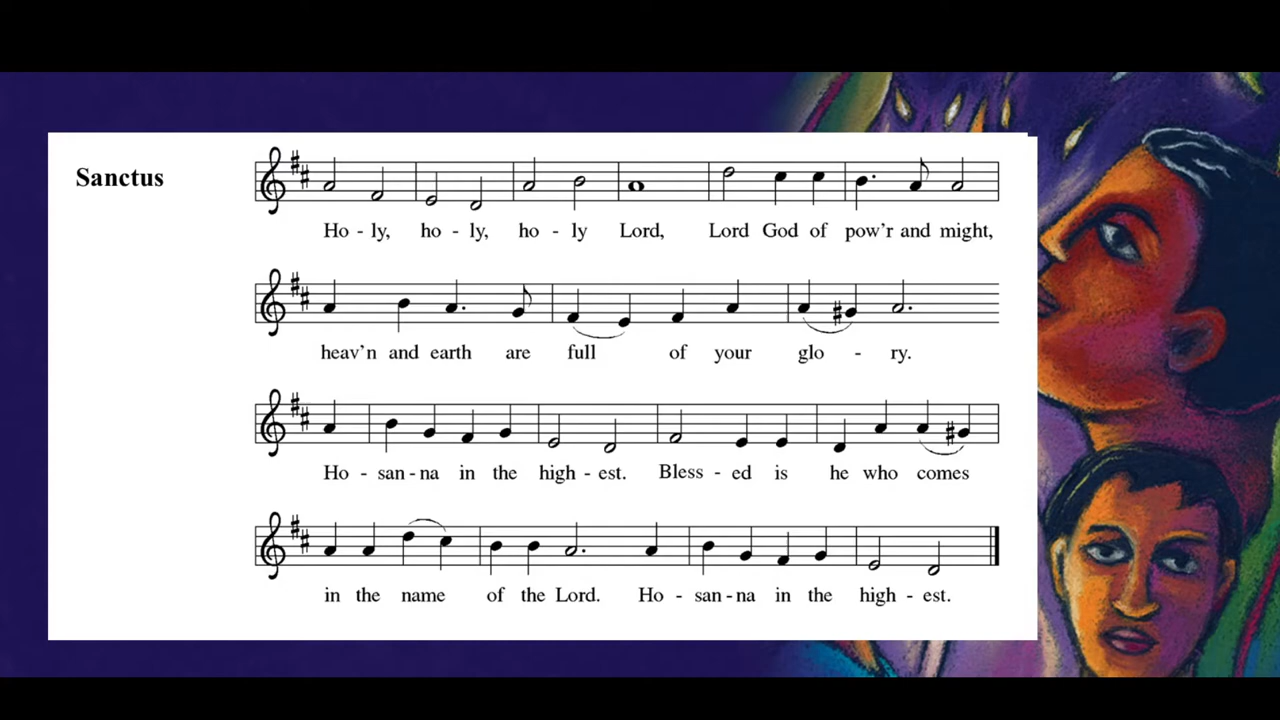 Sanctus
Ho - ly, ho - ly, ho - ly Lord, Lord God of pow’r and might,
heav’n and earth are full of your glo - ry.
Ho - san - na in the high - est. Bless - ed is he who comes
in the name of the Lord. Ho - san - na in the high - est.